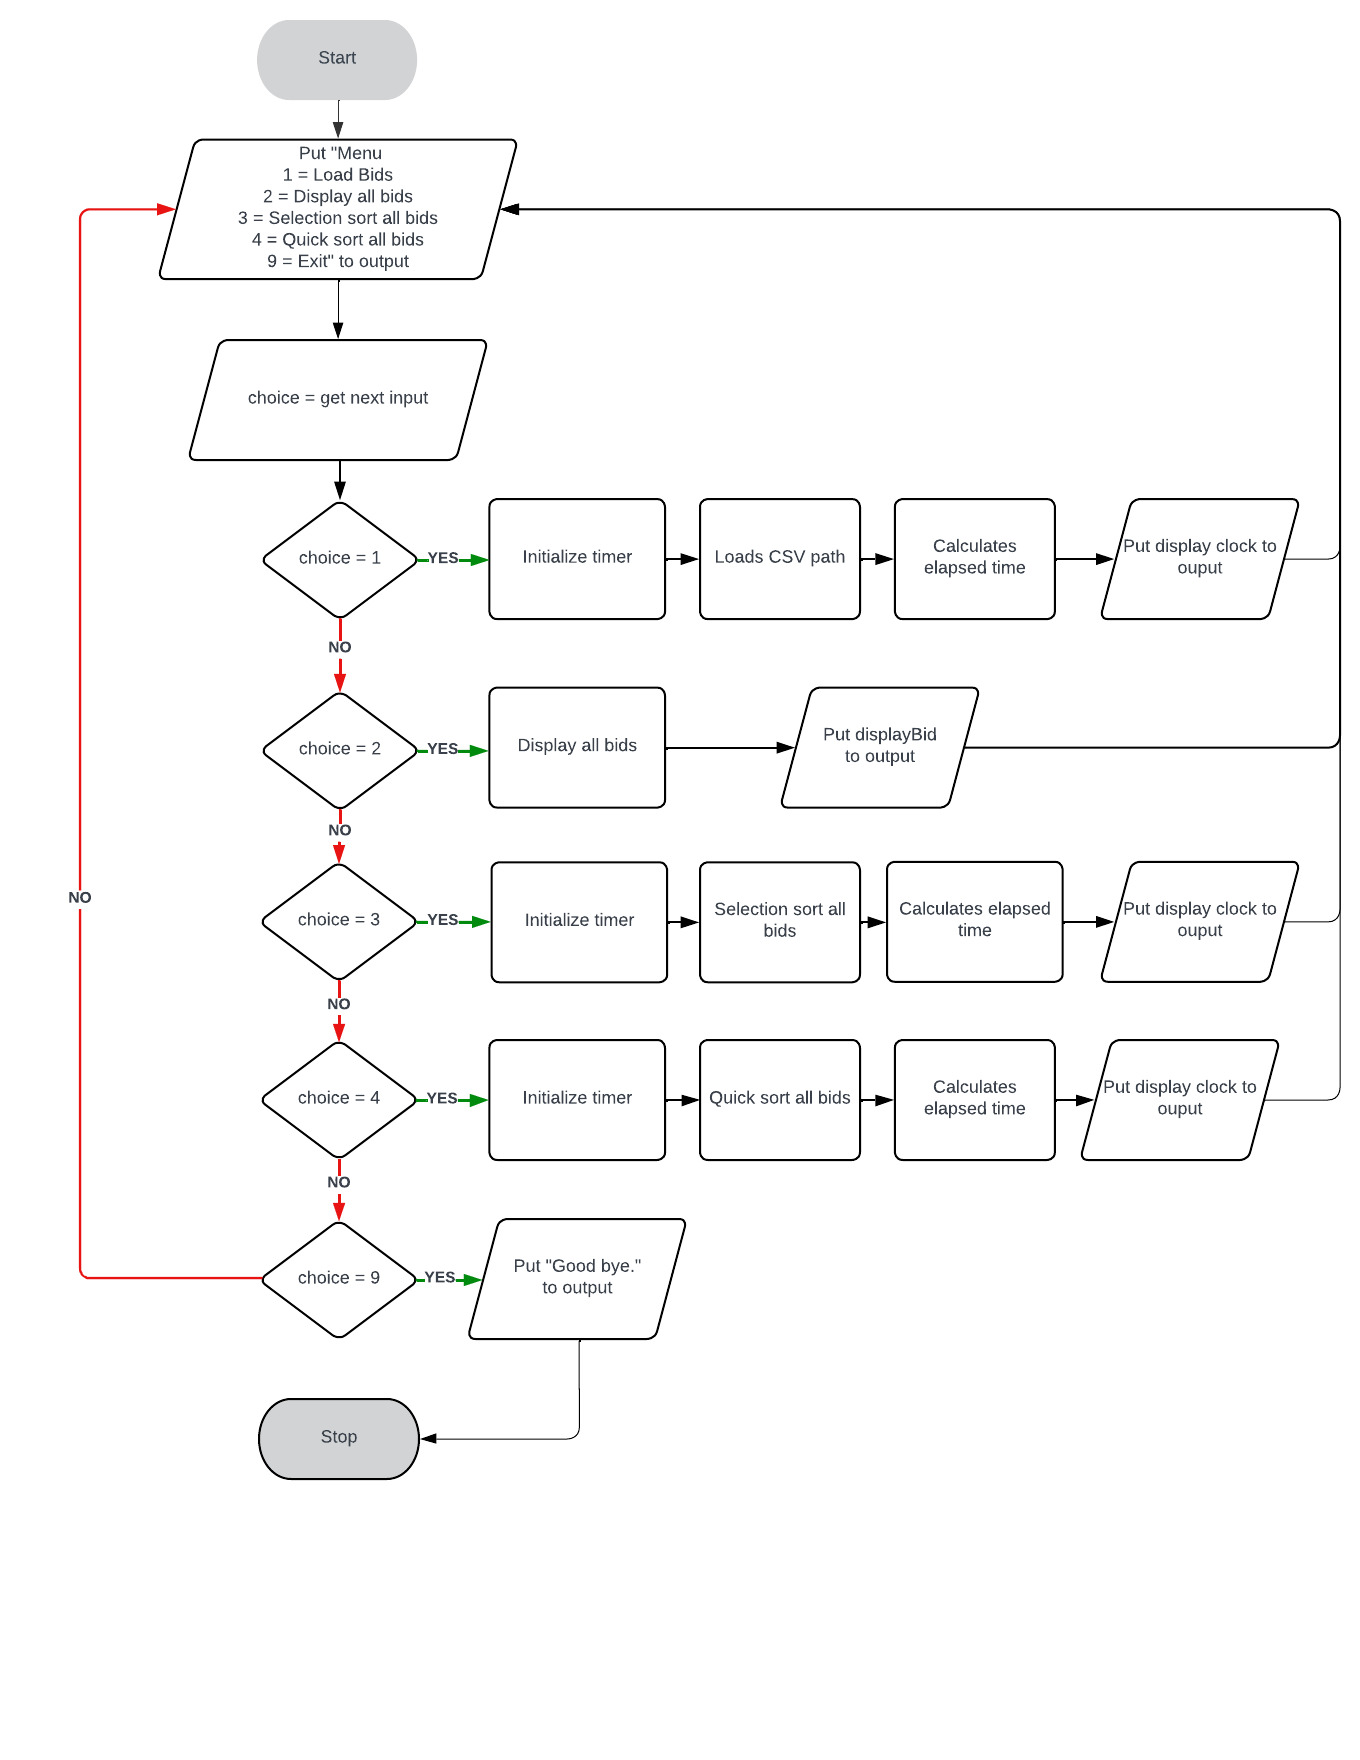 Start
Put "Menu
1 = Load Bids
2 = Display all bids
3 = Selection sort all bids
4 = Quick sort all bids
9 = Exit" to output
choice = get next input
choice = 1
YES
Initialize timer
Loads CSV path
Calculates
elapsed time
Put display clock to
ouput
NO
choice = 2
YES
Display all bids
Put displayBid
to output
NO
choice = 3
YES
Initialize timer
Selection sort all
bids
Calculates elapsed
time
Put display clock to
ouput
NO
NO
choice = 4
YES
Initialize timer
Quick sort all bids
Calculates
elapsed time
Put display clock to
ouput
NO
choice = 9
YES
Put "Good bye."
to output
Stop